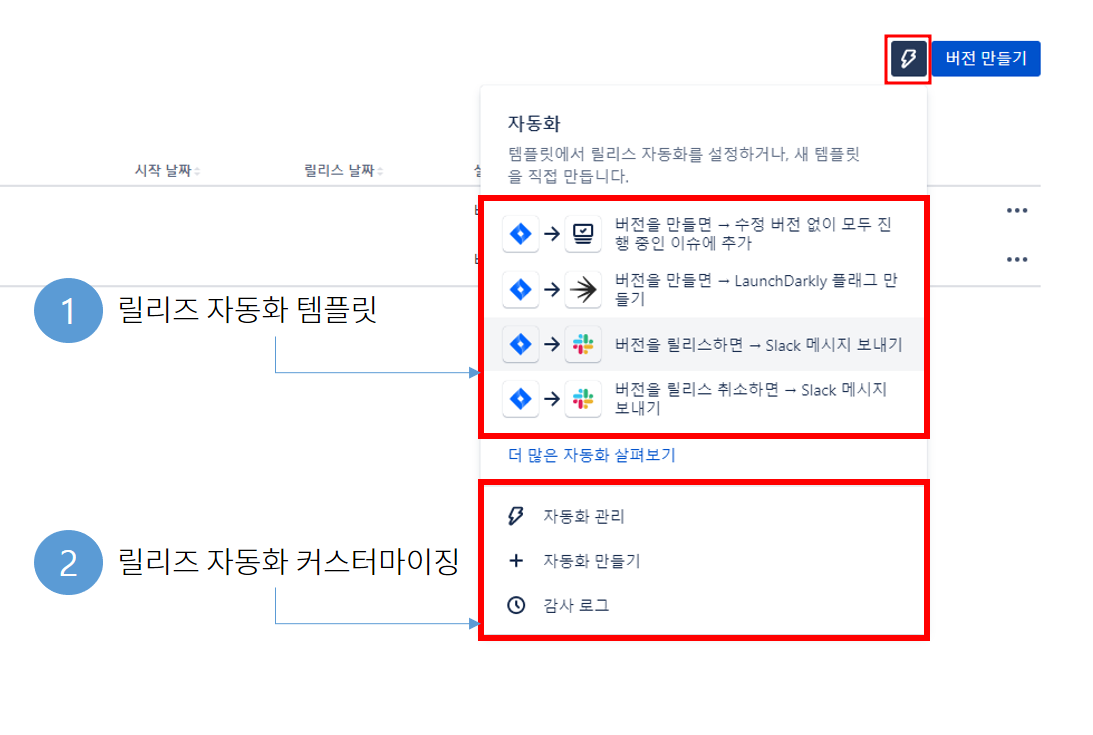 버전 만들기
자동화
템플릿에서 릴리스 자동화를 설정하거나, 새 템플릿
을 직접 만듭니다.
시작 날짜
릴리스 날짜
버전을 만들면 → 수정 버전 없이 모두 진
행 중인 이슈에 추가
버전을 만들면 → LaunchDarkly 플래그 만
들기
1 릴리즈 자동화 템플릿
버전을 릴리스하면 → Slack 메시지 보내기
버전을 릴리스 취소하면 → Slack 메시지
보내기
더 많은 자동화 살펴보기
자동화 관리
2 릴리즈 자동화 커스터마이징
자동화 만들기
감사 로그